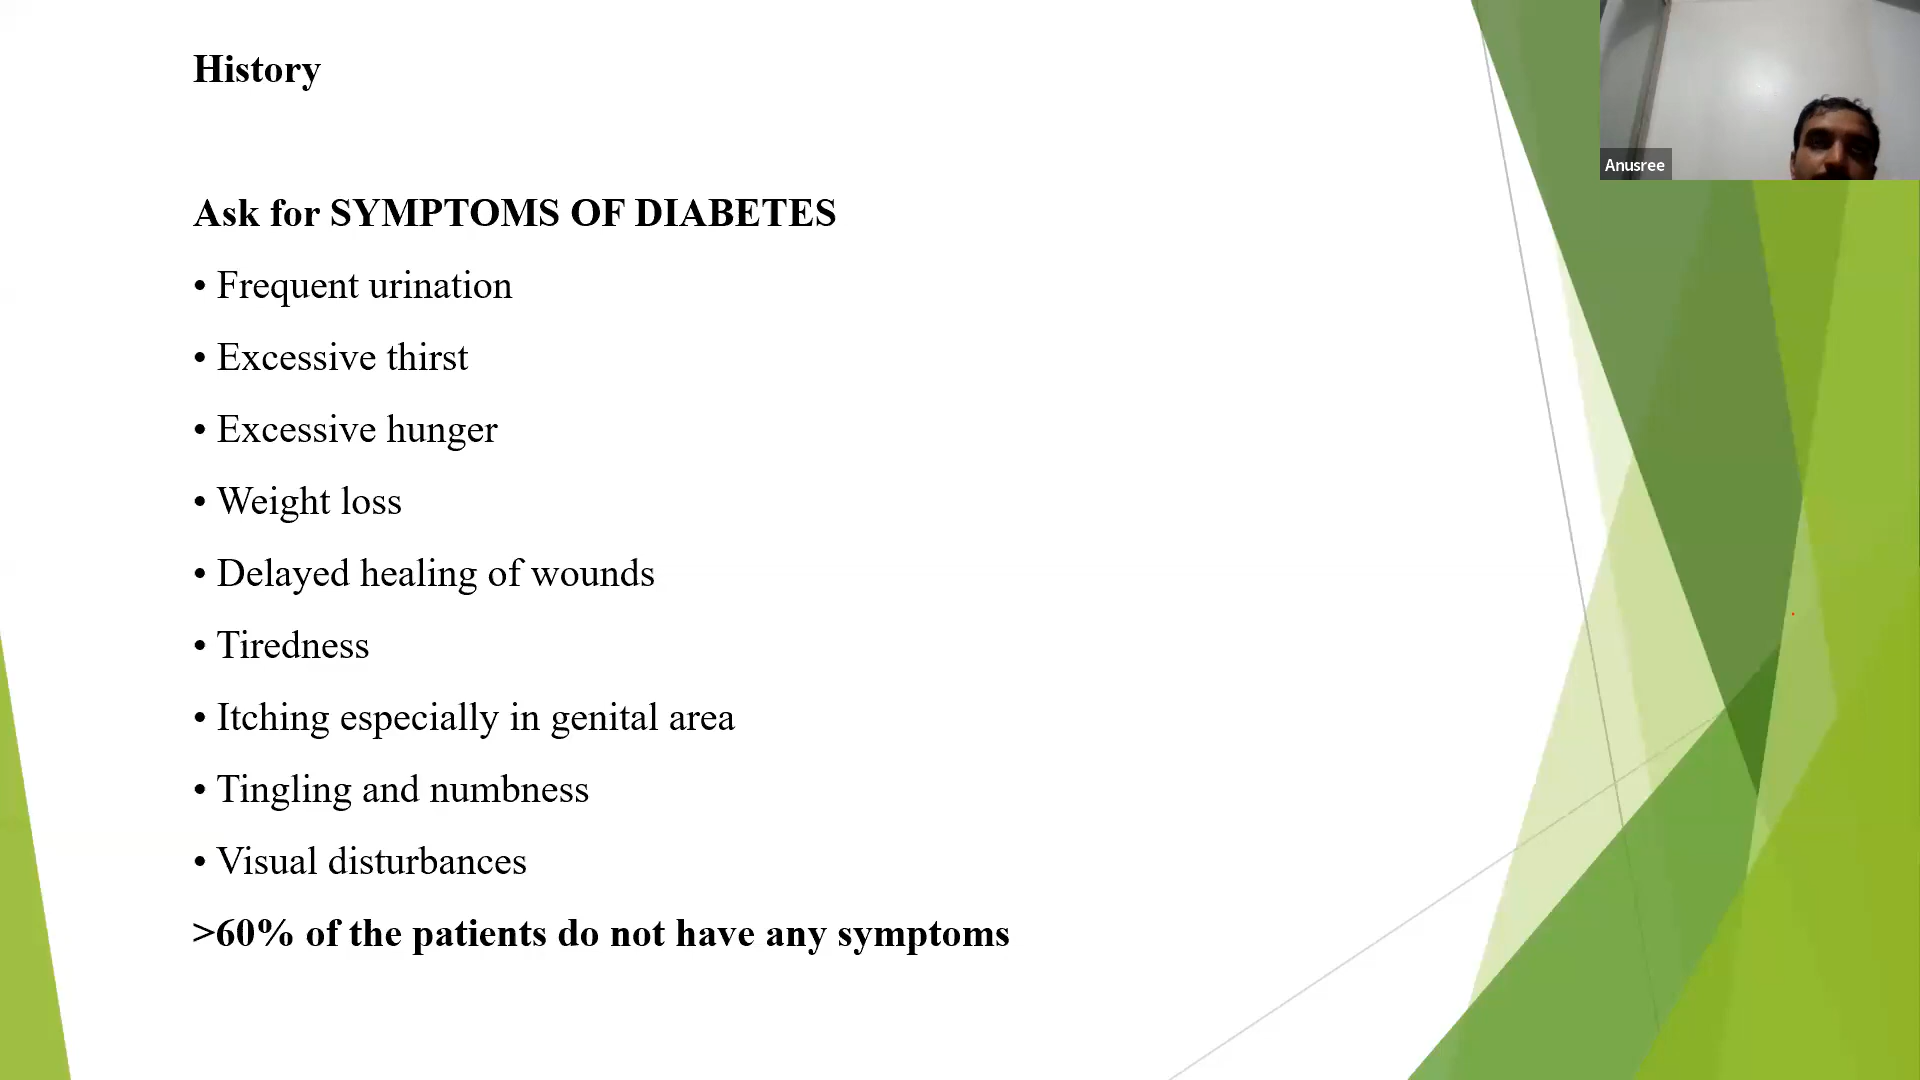 History
Ask for SYMPTOMS OF DIABETES
• Frequent urination
• Excessive thirst
• Excessive hunger
• Weight loss
• Delayed healing of wounds
• Tiredness
• Itching especially in genital area
• Tingling and numbness
• Visual disturbances
>60% of the patients do not have any symptoms
Anusree